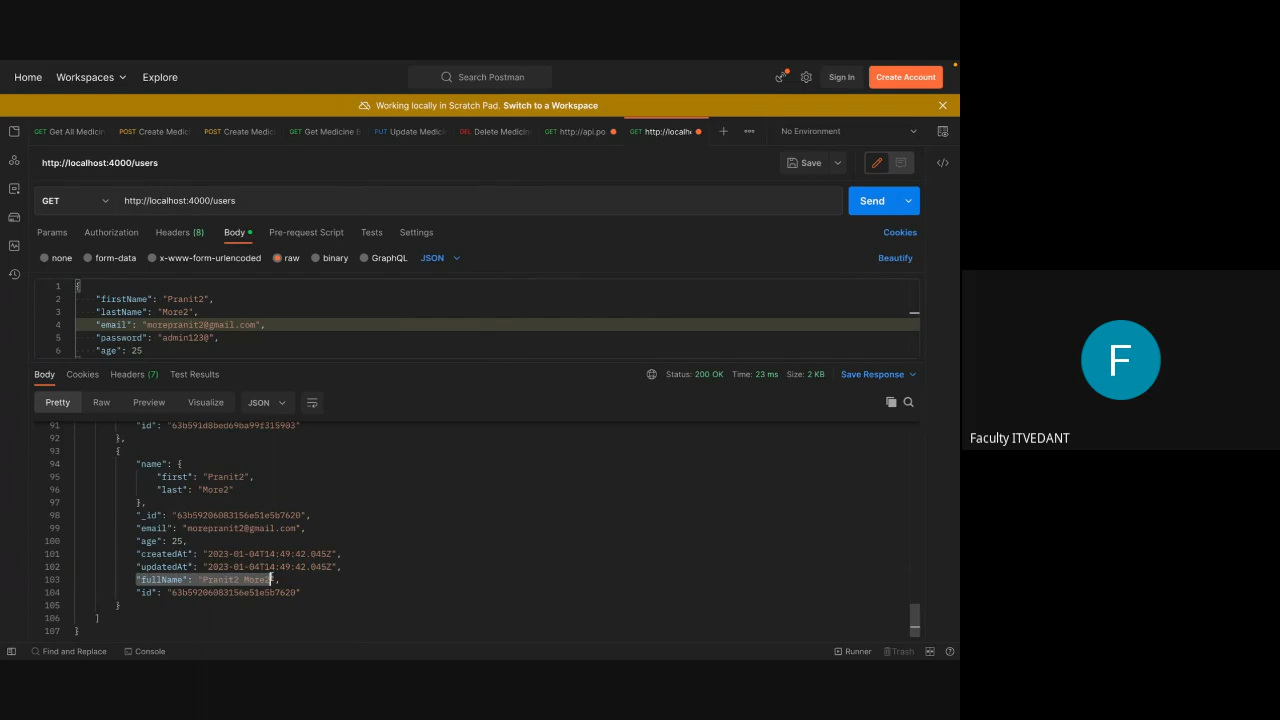 Home Workspaces Explore Search Postman Sign In Create Account
Working locally in Scratch Pad. Switch to a Workspace
GET Get All Medicin POST Create Medic POST Create Medic GET Get Medicine E PUT Update Medic DEL Delete Medicin GET http://api.po GET http://localh No Environment
http://localhost:4000/users Save
GET http://localhost:4000/users Send
Params Authorization Headers (8) Body Pre-request Script Tests Settings Cookies
none form-data x-www-form-urlencoded raw binary GraphQL JSON Beautify
1 {
2 "firstName": "Pranit2",
3 "lastName": "More2",
4 "email": "morepranit2@gmail.com",
5 "password": "admin123@",
6 "age": 25
Body Cookies Headers (7) Test Results Status: 200 OK Time: 23 ms Size: 2 KB Save Response
Pretty Raw Preview Visualize JSON
91 "id": "63b591d8bed69ba99f315903"
92 },
93 {
94 "name": {
95 "first": "Pranit2",
96 "last": "More2"
97 },
98 "_id": "63b59206083156e51e5b7620",
99 "email": "morepranit2@gmail.com",
100 "age": 25,
101 "createdAt": "2023-01-04T14:49:42.045Z",
102 "updatedAt": "2023-01-04T14:49:42.045Z",
103 "fullName": "Pranit2 More2",
104 "id": "63b59206083156e51e5b7620"
105 }
106 ]
107 }
Find and Replace Console Runner Trash
F
Faculty ITVEDANT